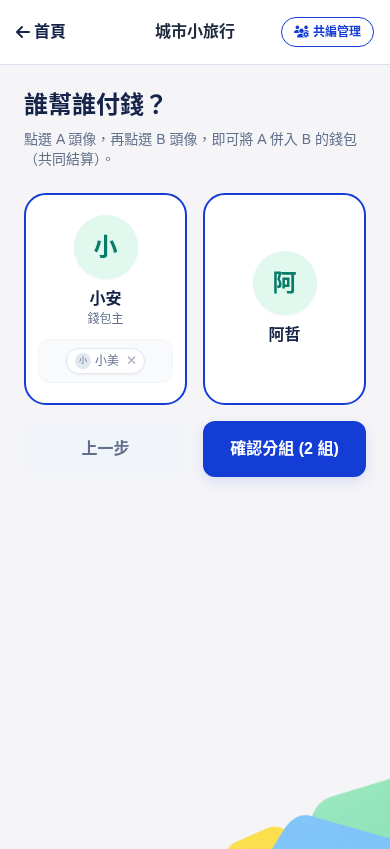 首頁
城市小旅行
共編管理
誰幫誰付錢？
點選 A 頭像，再點選 B 頭像，即可將 A 併入 B 的錢包
（共同結算）。
小
小安
錢包主
小 小美 ×
阿
阿哲
上一步
確認分組 (2 組)